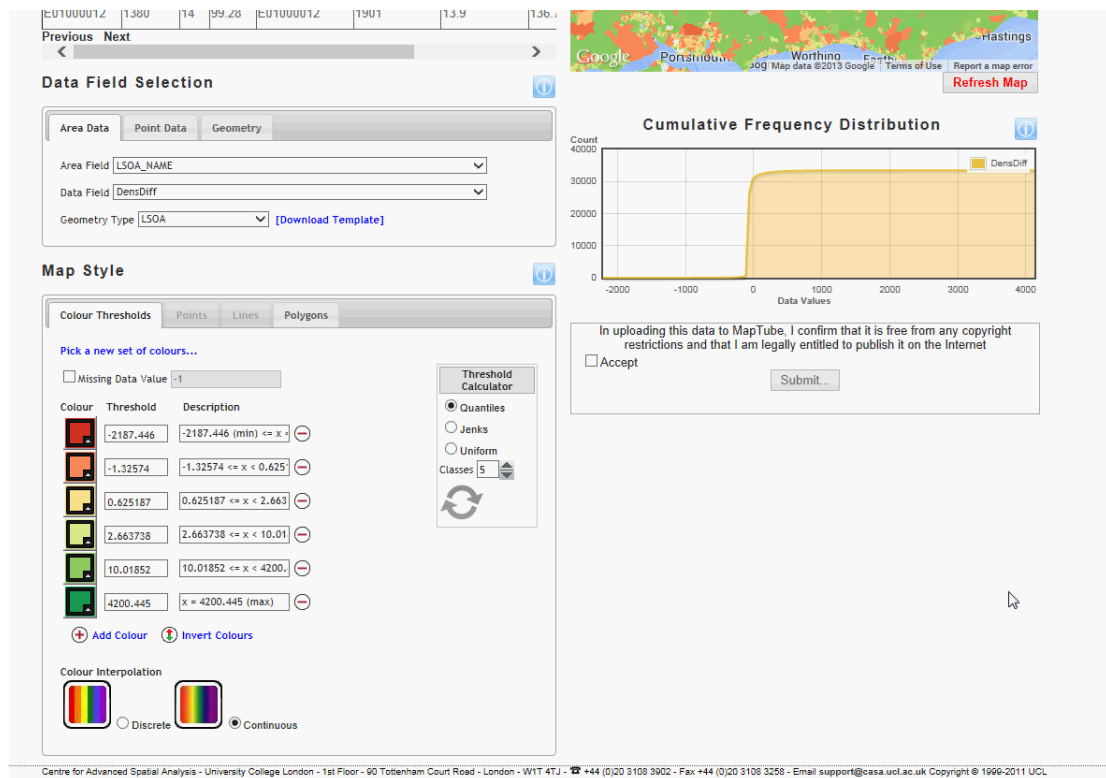 E01000012 1380 14 99.28 E01000012 1901 13.9 136.
Previous Next
Data Field Selection
Area Data Point Data Geometry
Area Field LSOA_NAME
Data Field DensDiff
Geometry Type LSOA [Download Template]
Map Style
Colour Thresholds Points Lines Polygons
Pick a new set of colours...
Missing Data Value -1
Colour Threshold Description
-2187.446 -2187.446 (min) <= x <
-1.32574 -1.32574 <= x < 0.625
0.625187 0.625187 <= x < 2.663
2.663738 2.663738 <= x < 10.01
10.01852 10.01852 <= x < 4200.
4200.445 x = 4200.445 (max)
Add Colour Invert Colours
Threshold
Calculator
Quantiles
Jenks
Uniform
Classes 5
Colour Interpolation
Discrete Continuous
Hastings
Google Portsmouth Worthing
Map data ©2013 Google Terms of Use Report a map error
Refresh Map
Cumulative Frequency Distribution
Count
40000
30000
20000
10000
0
DensDiff
-2000 -1000 0 1000 2000 3000 4000
Data Values
In uploading this data to MapTube, I confirm that it is free from any copyright
restrictions and that I am legally entitled to publish it on the Internet
Accept
Submit...
Centre for Advanced Spatial Analysis - University College London - 1st Floor - 90 Tottenham Court Road - London - W1T 4TJ - ☎ +44 (0)20 3108 3902 - Fax +44 (0)20 3108 3258 - Email support@casa.ucl.ac.uk Copyright © 1999-2011 UCL